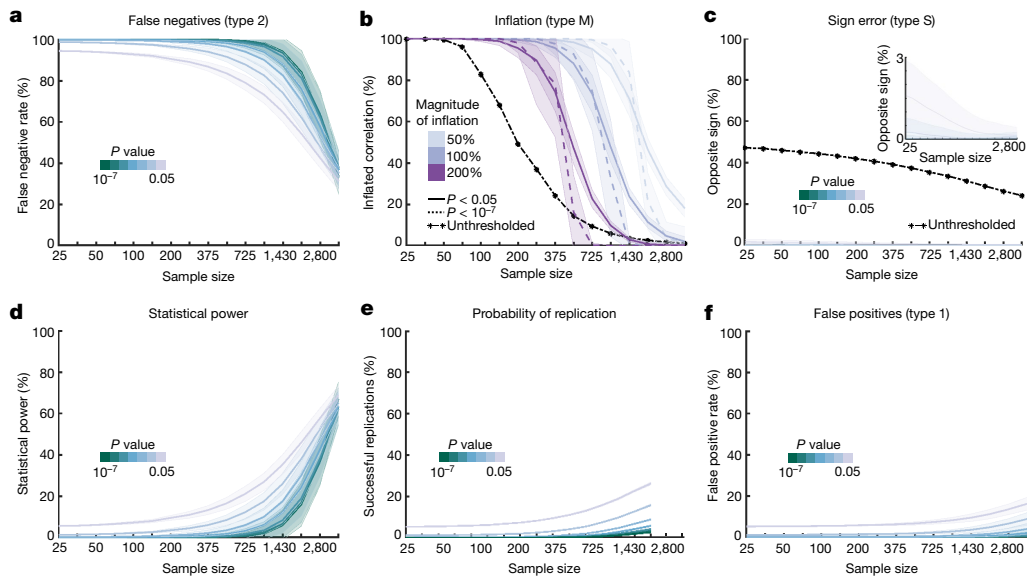 a
False negatives (type 2)
100
80
60
40
20
0
False negative rate (%)
P value
10-7
0.05
25
50
100
200
375
725
1,430
2,800
Sample size
b
Inflation (type M)
100
80
60
40
20
0
Inflated correlation (%)
Magnitude
of inflation
50%
100%
200%
P < 0.05
P < 10-7
Unthresholded
25
50
100
200
375
725
1,430
2,800
Sample size
c
Sign error (type S)
100
80
60
40
20
0
Opposite sign (%)
3
0
Opposite sign (%)
25
2,800
Sample size
P value
10-7
0.05
Unthresholded
25
50
100
200
375
725
1,430
2,800
Sample size
d
Statistical power
100
80
60
40
20
0
Statistical power (%)
P value
10-7
0.05
25
50
100
200
375
725
1,430
2,800
Sample size
e
Probability of replication
100
80
60
40
20
0
Successful replications (%)
P value
10-7
0.05
25
50
100
200
375
725
1,430
2,800
Sample size
f
False positives (type 1)
100
80
60
40
20
0
False positive rate (%)
P value
10-7
0.05
25
50
100
200
375
725
1,430
2,800
Sample size